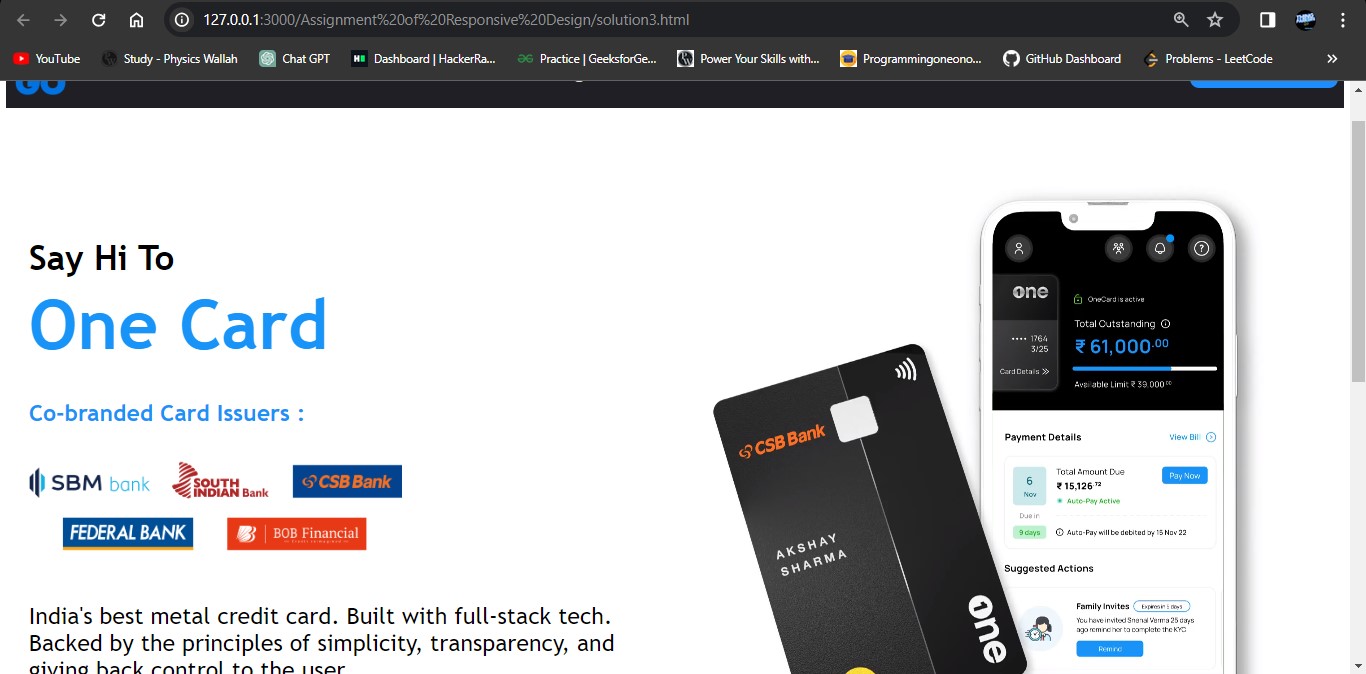 127.0.0.1:3000/Assignment%20of%20Responsive%20Design/solution3.html
YouTube
Study - Physics Wallah
Chat GPT
Dashboard | HackerRa...
Practice | GeeksforGe...
Power Your Skills with...
Programmingoneono...
GitHub Dashboard
Problems - LeetCode
GO
Say Hi To
One Card
Co-branded Card Issuers :
SBM bank
SOUTH INDIAN Bank
CSB Bank
FEDERAL BANK
BOB Financial
India's best metal credit card. Built with full-stack tech.
Backed by the principles of simplicity, transparency, and
giving back control to the user
CSB Bank
AKSHAY
SHARMA
one
one
OneCard is active
Total Outstanding
₹ 61,000.00
•••• 1764
3/25
Card Details
Available Limit ₹ 39,000.00
Payment Details
View Bill
6
Nov
Total Amount Due
₹ 15,126.72
Auto-Pay Active
Pay Now
Due in
9 days
Auto-Pay will be debited by 15 Nov 22
Suggested Actions
Family Invites
Expires in 5 days
You have invited Snehal Verma 25 days
ago remind her to complete the KYC
Remind